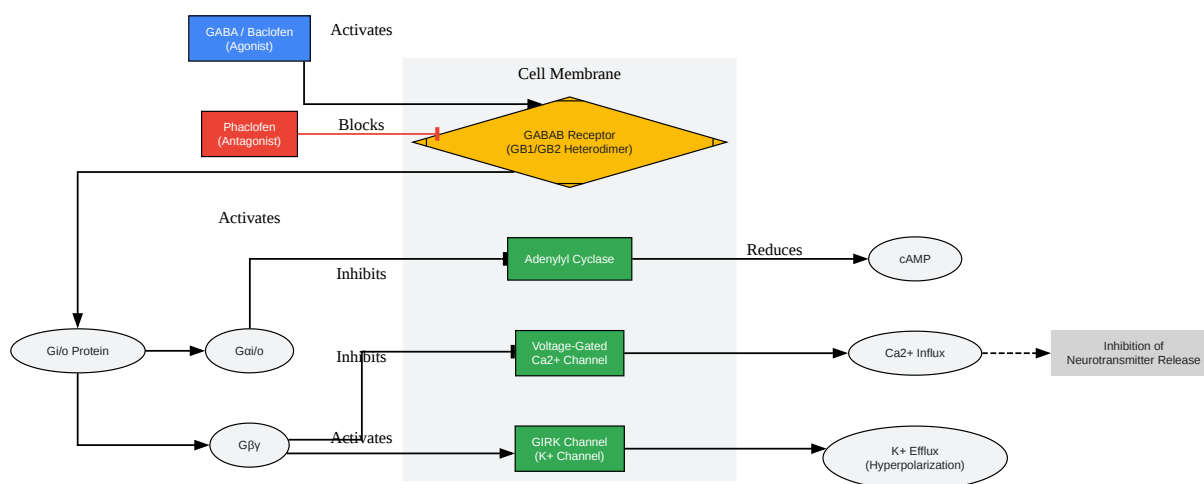 GABA / Baclofen
(Agonist)
Activates
Cell Membrane
Phaclofen
(Antagonist)
Blocks
GABAB Receptor
(GB1/GB2 Heterodimer)
Activates
Inhibits
Adenylyl Cyclase
Reduces
cAMP
Gi/o Protein
Gαi/o
Inhibits
Voltage-Gated
Ca2+ Channel
Ca2+ Influx
Inhibition of
Neurotransmitter Release
Gβγ
Activates
GIRK Channel
(K+ Channel)
K+ Efflux
(Hyperpolarization)